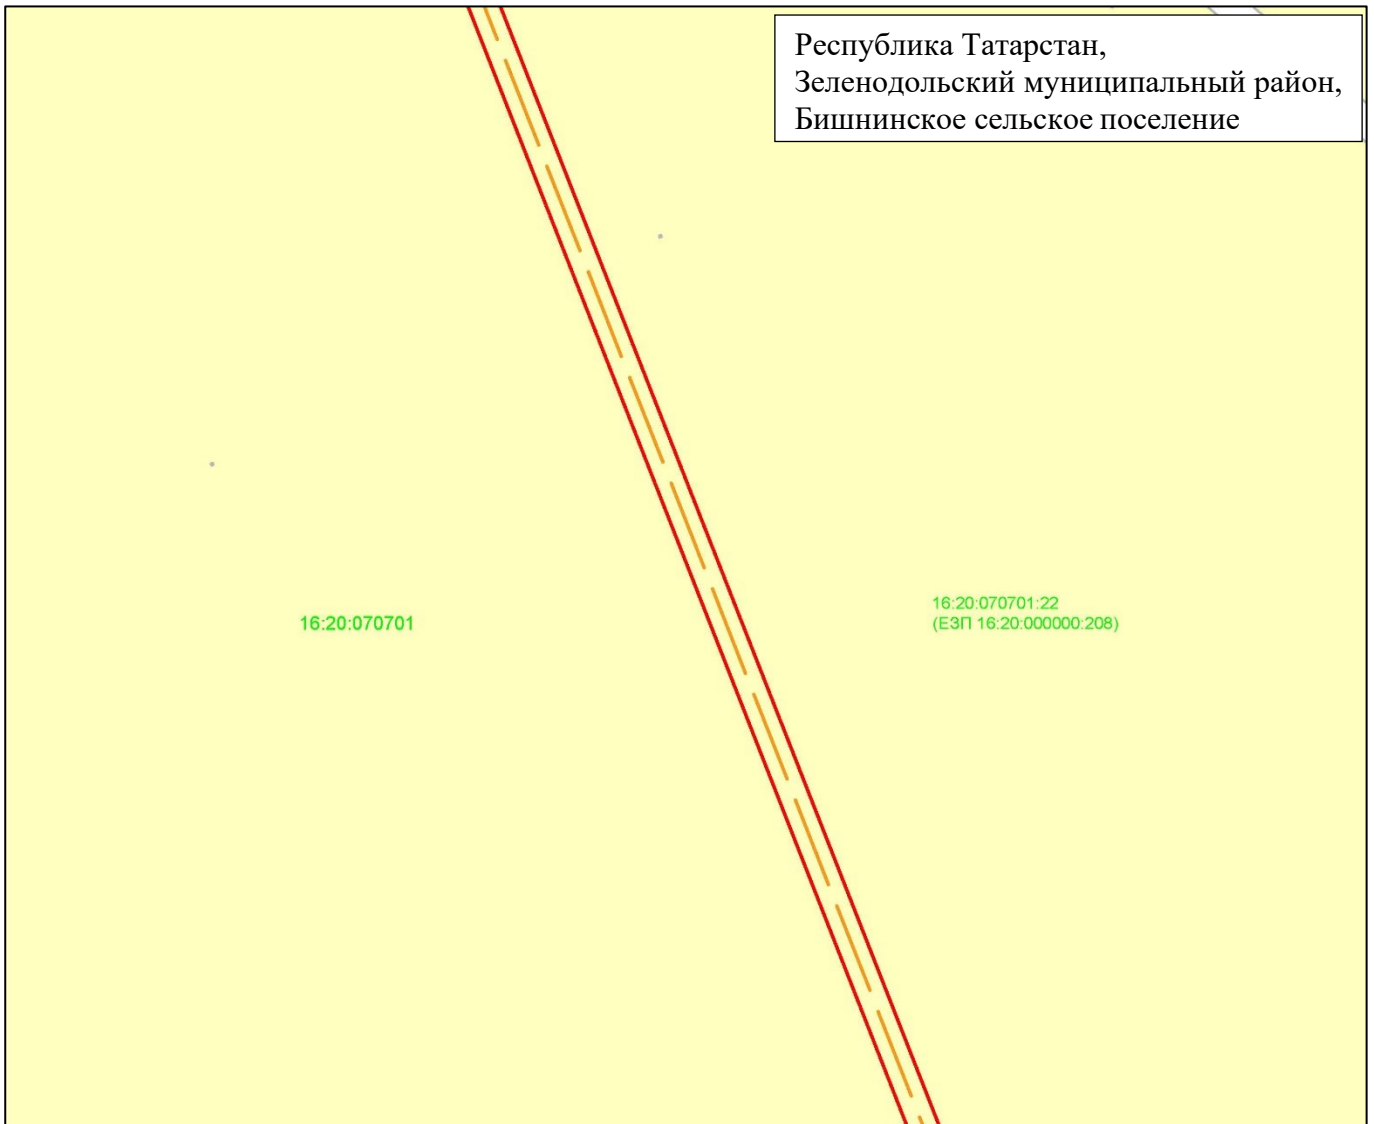 Республика Татарстан,
Зеленодольский муниципальный район,
Бишнинское сельское поселение
16:20:070701:22
(ЕЗП 16:20:000000:208)
16:20:070701